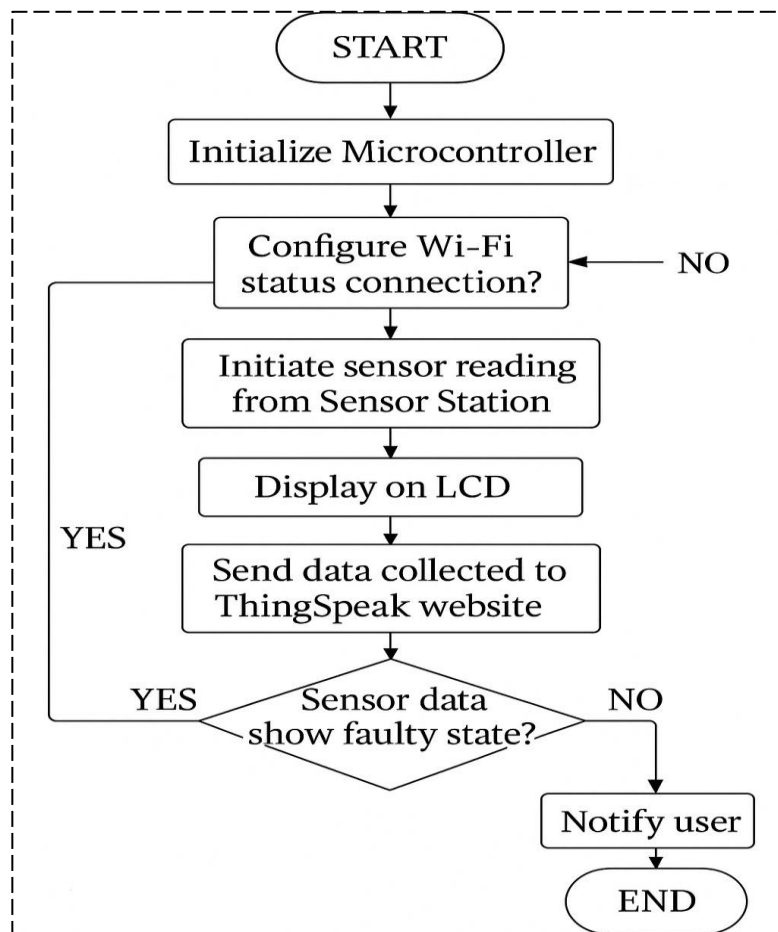 START
Initialize Microcontroller
Configure Wi-Fi
status connection?
NO
Initiate sensor reading
from Sensor Station
Display on LCD
YES
Send data collected to
ThingSpeak website
YES
Sensor data
show faulty state?
NO
Notify user
END